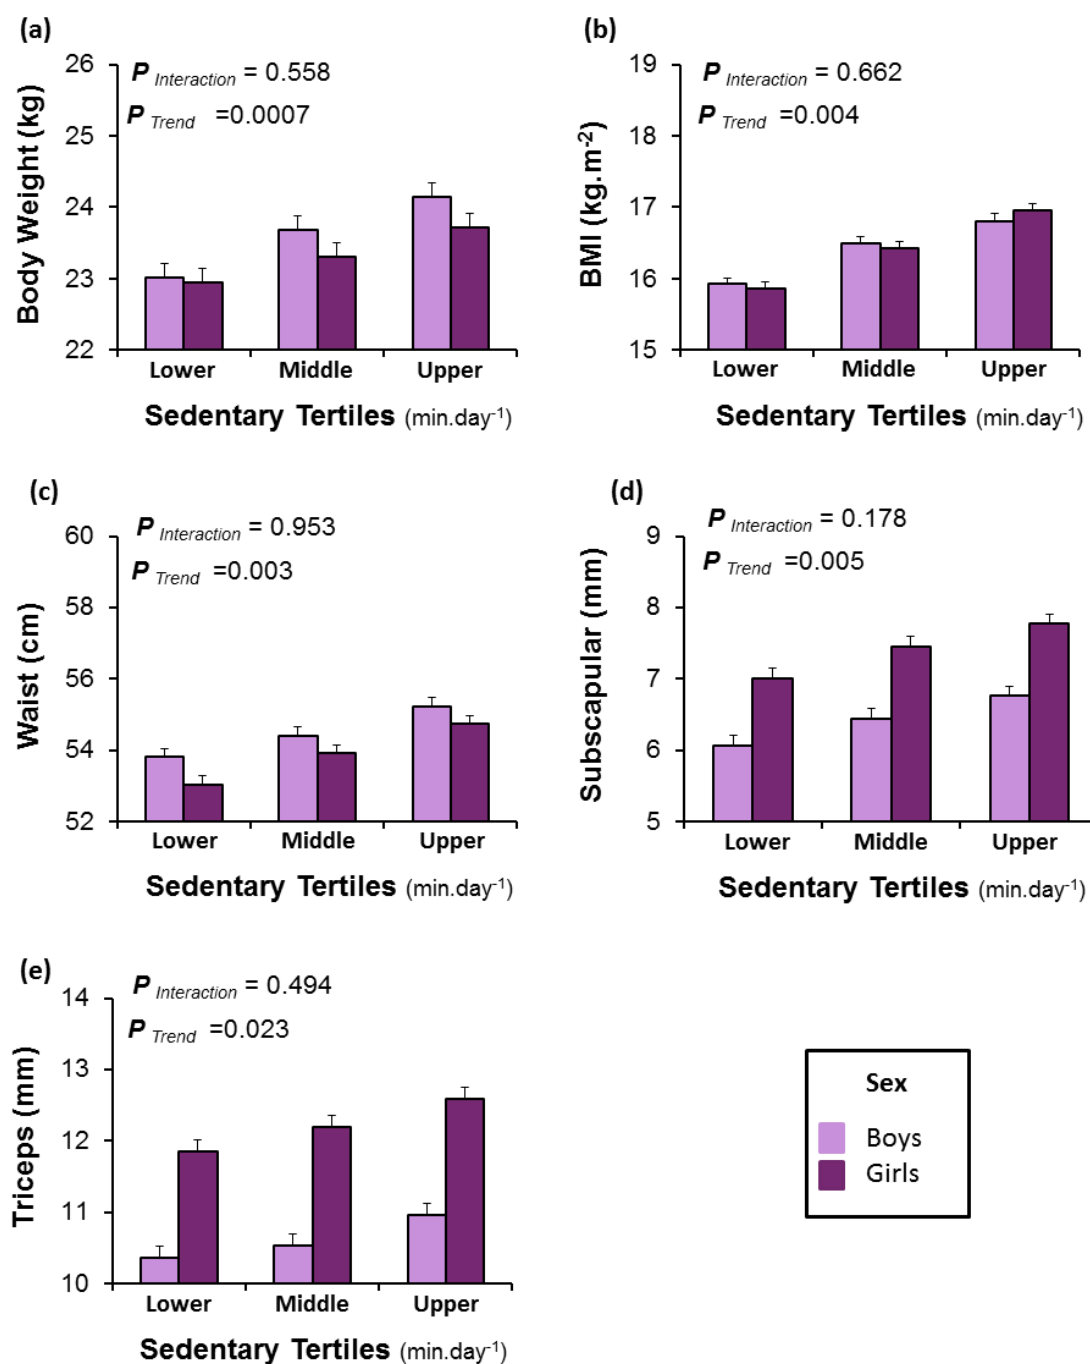 (a)
P Interaction = 0.558
P Trend =0.0007
Body Weight (kg)
26
25
24
23
22
Lower Middle Upper
Sedentary Tertiles (min.day-1)
(b)
P Interaction = 0.662
P Trend =0.004
BMI (kg.m-2)
19
18
17
16
15
Lower Middle Upper
Sedentary Tertiles (min.day-1)
(c)
P Interaction = 0.953
P Trend =0.003
Waist (cm)
60
58
56
54
52
Lower Middle Upper
Sedentary Tertiles (min.day-1)
(d)
P Interaction = 0.178
P Trend =0.005
Subscapular (mm)
9
8
7
6
5
Lower Middle Upper
Sedentary Tertiles (min.day-1)
(e)
P Interaction = 0.494
P Trend =0.023
Triceps (mm)
14
13
12
11
10
Lower Middle Upper
Sedentary Tertiles (min.day-1)
Sex
Boys
Girls